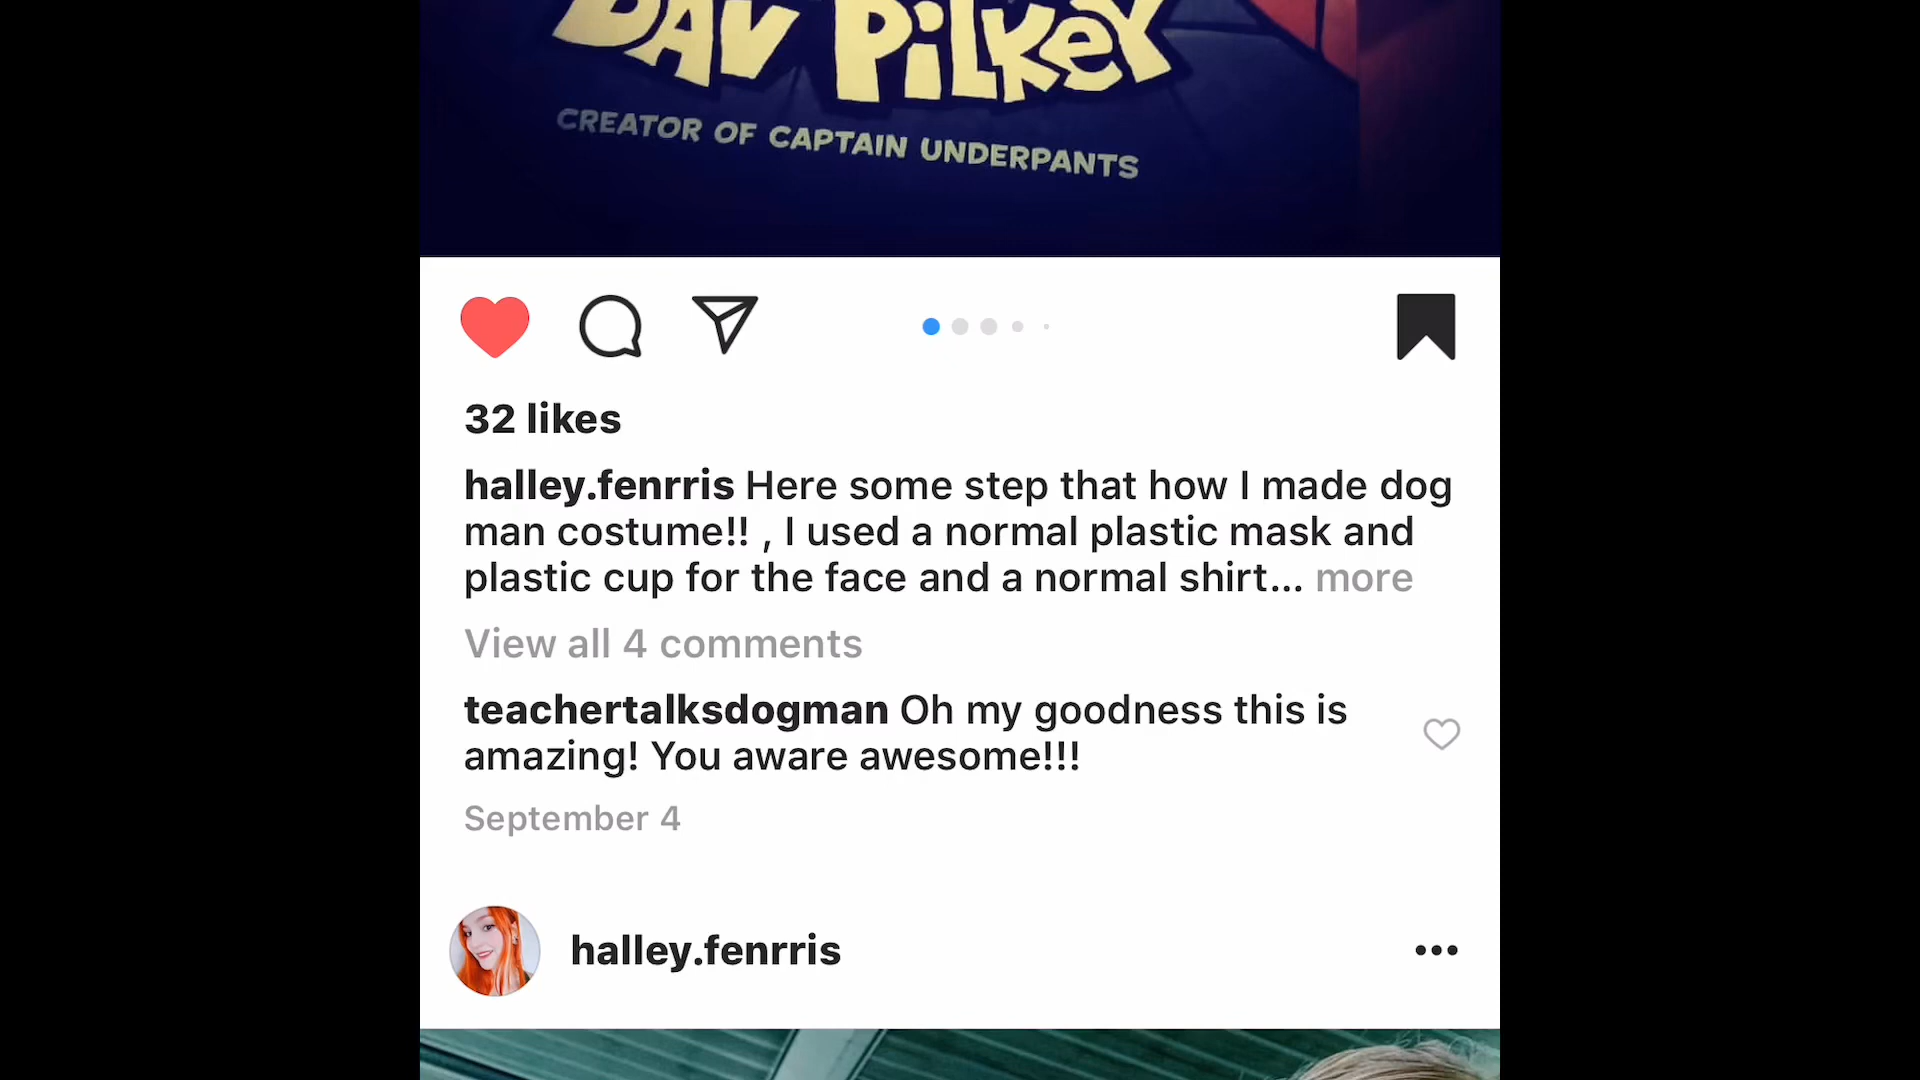 DAV PILKEY
CREATOR OF CAPTAIN UNDERPANTS
32 likes
halley.fenrris Here some step that how I made dog
man costume!! , I used a normal plastic mask and
plastic cup for the face and a normal shirt... more
View all 4 comments
teachertalksdogman Oh my goodness this is
amazing! You aware awesome!!!
September 4
halley.fenrris